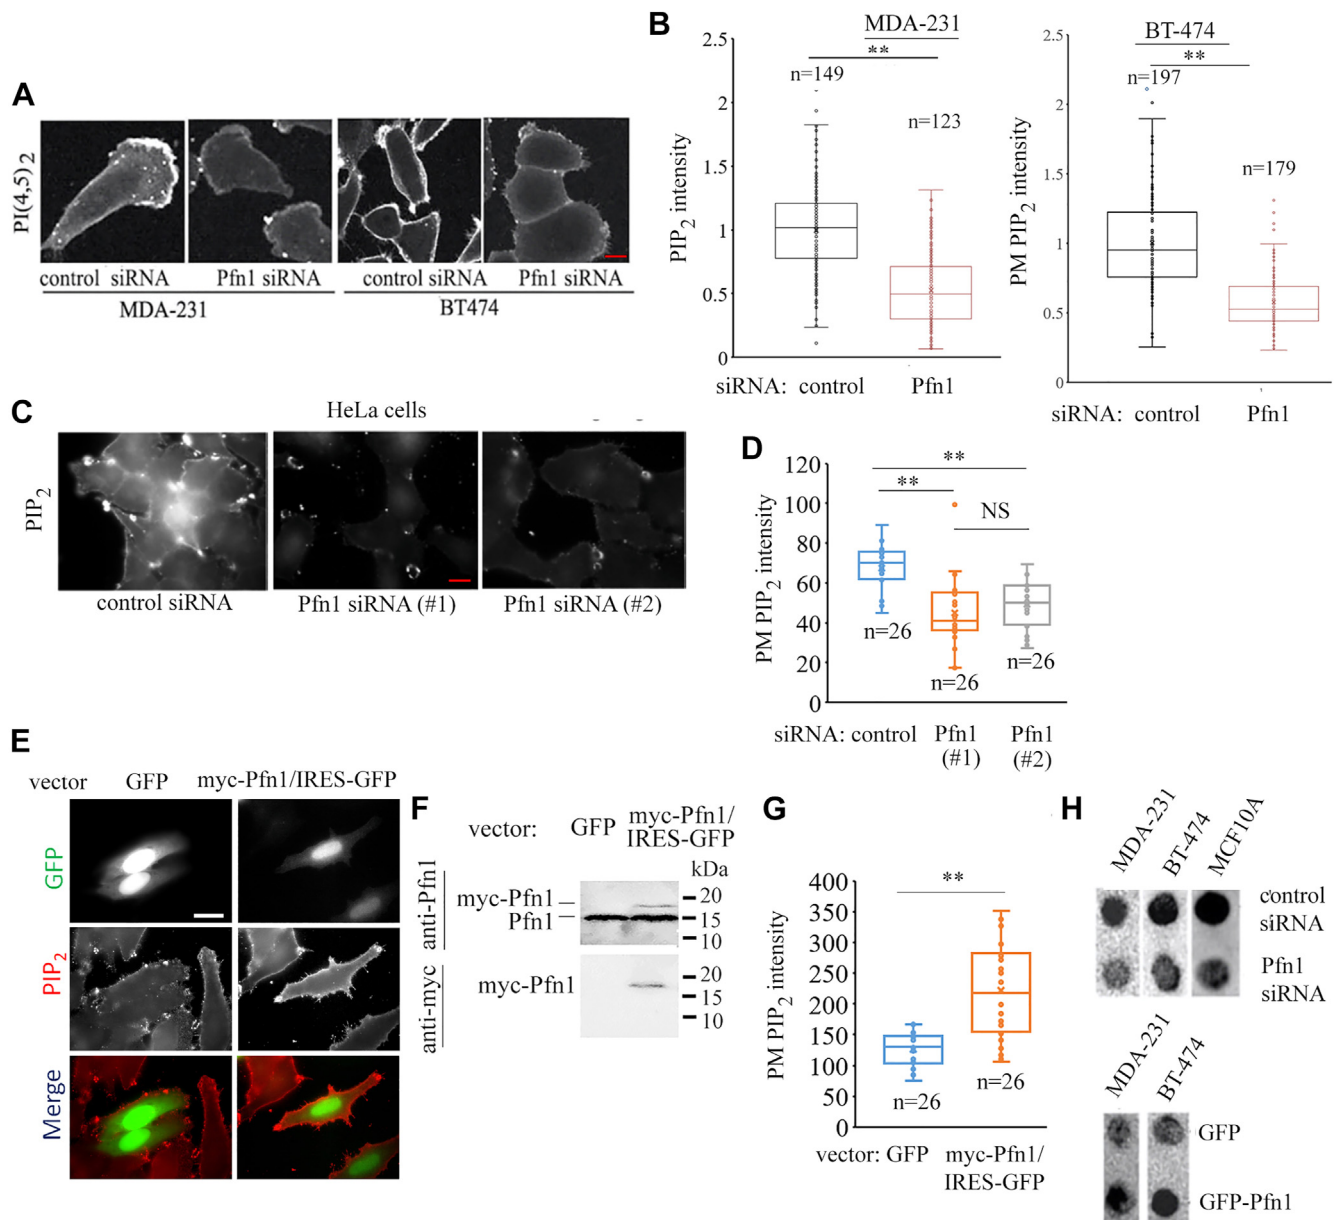 A
PI(4,5)2
control siRNA
Pfn1 siRNA
control siRNA
Pfn1 siRNA
MDA-231
BT474
B
MDA-231
**
n=149
n=123
PIP2 intensity
2.5
2
1.5
1
0.5
0
siRNA: control
Pfn1
BT-474
**
n=197
n=179
PM PIP2 intensity
2.5
2
1.5
1
0.5
0
siRNA: control
Pfn1
C
HeLa cells
PIP2
control siRNA
Pfn1 siRNA (#1)
Pfn1 siRNA (#2)
D
PM PIP2 intensity
120
100
80
60
40
20
0
**
**
NS
n=26
n=26
n=26
siRNA: control
Pfn1
(#1)
Pfn1
(#2)
E
vector
GFP
myc-Pfn1/IRES-GFP
GFP
PIP2
Merge
F
vector:
GFP
myc-Pfn1/
IRES-GFP
kDa
anti-Pfn1
myc-Pfn1
Pfn1
20
15
10
anti-myc
myc-Pfn1
20
15
10
G
PM PIP2 intensity
400
350
300
250
200
150
100
50
0
**
n=26
n=26
vector: GFP
myc-Pfn1/
IRES-GFP
H
MDA-231
BT-474
MCF10A
control
siRNA
Pfn1
siRNA
MDA-231
BT-474
GFP
GFP-Pfn1